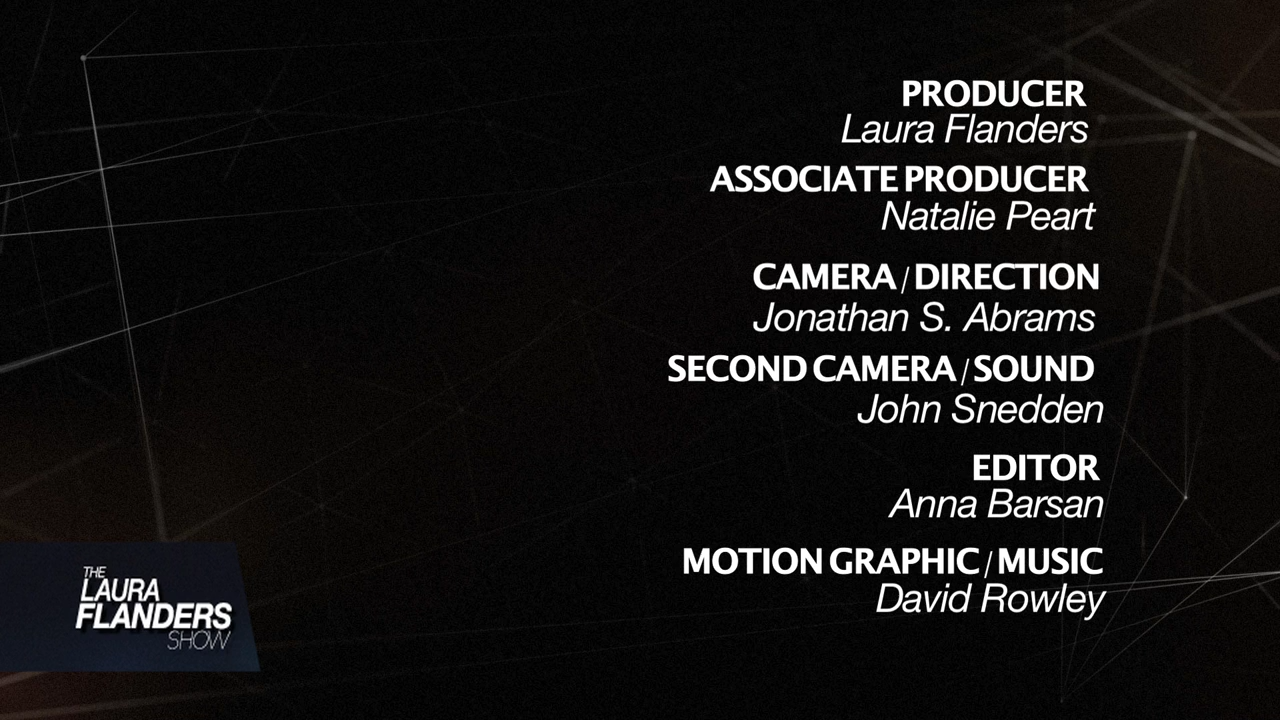 PRODUCER
Laura Flanders
ASSOCIATE PRODUCER
Natalie Peart
CAMERA / DIRECTION
Jonathan S. Abrams
SECOND CAMERA / SOUND
John Snedden
EDITOR
Anna Barsan
MOTION GRAPHIC / MUSIC
David Rowley
THE
LAURA
FLANDERS
SHOW